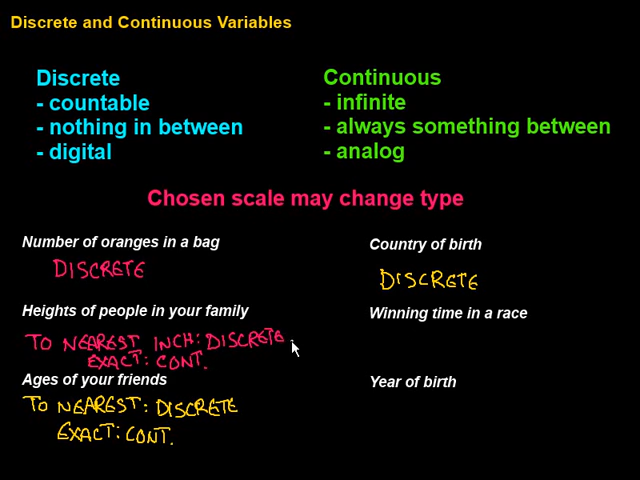 Discrete and Continuous Variables
Discrete
- countable
- nothing in between
- digital
Continuous
- infinite
- always something between
- analog
Chosen scale may change type
Number of oranges in a bag
DISCRETE
Country of birth
DISCRETE
Heights of people in your family
TO NEAREST INCH: DISCRETE
EXACT: CONT.
Winning time in a race
Ages of your friends
TO NEAREST: DISCRETE
EXACT: CONT.
Year of birth